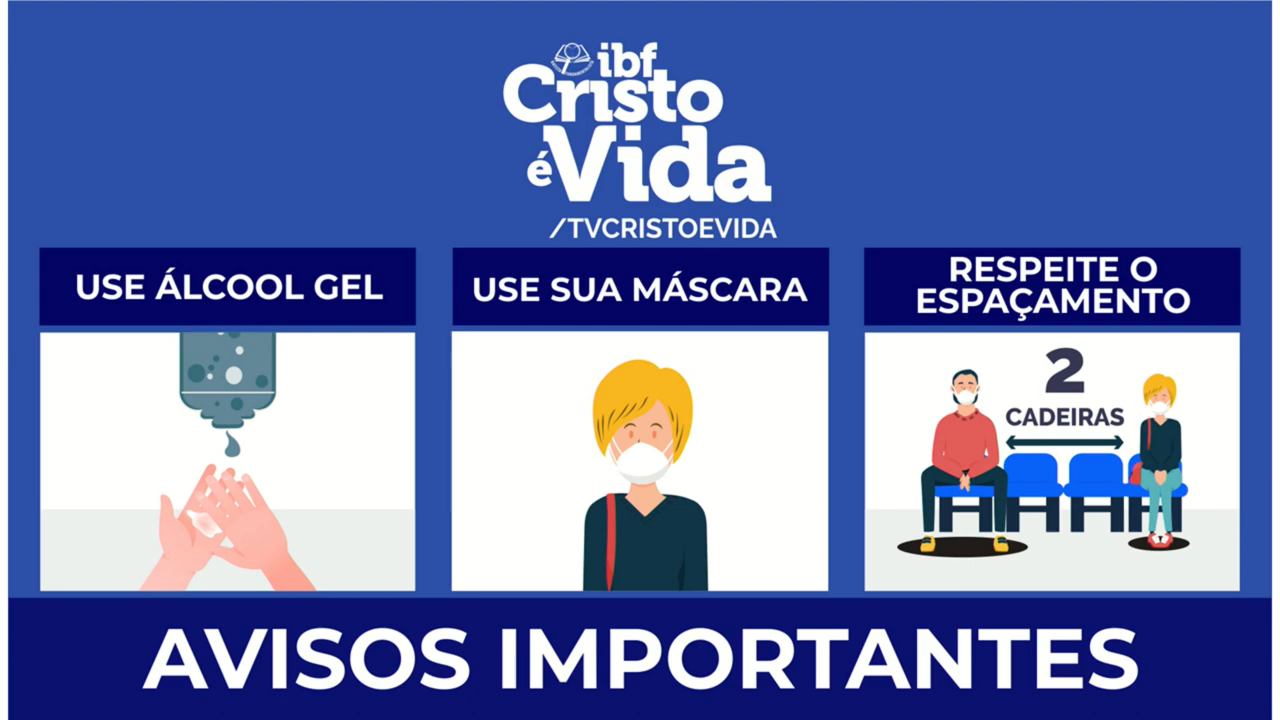 ibf
Cristo
é Vida
/TVCRISTOEVIDA
USE ÁLCOOL GEL
USE SUA MÁSCARA
RESPEITE O
ESPAÇAMENTO
2
CADEIRAS
AVISOS IMPORTANTES